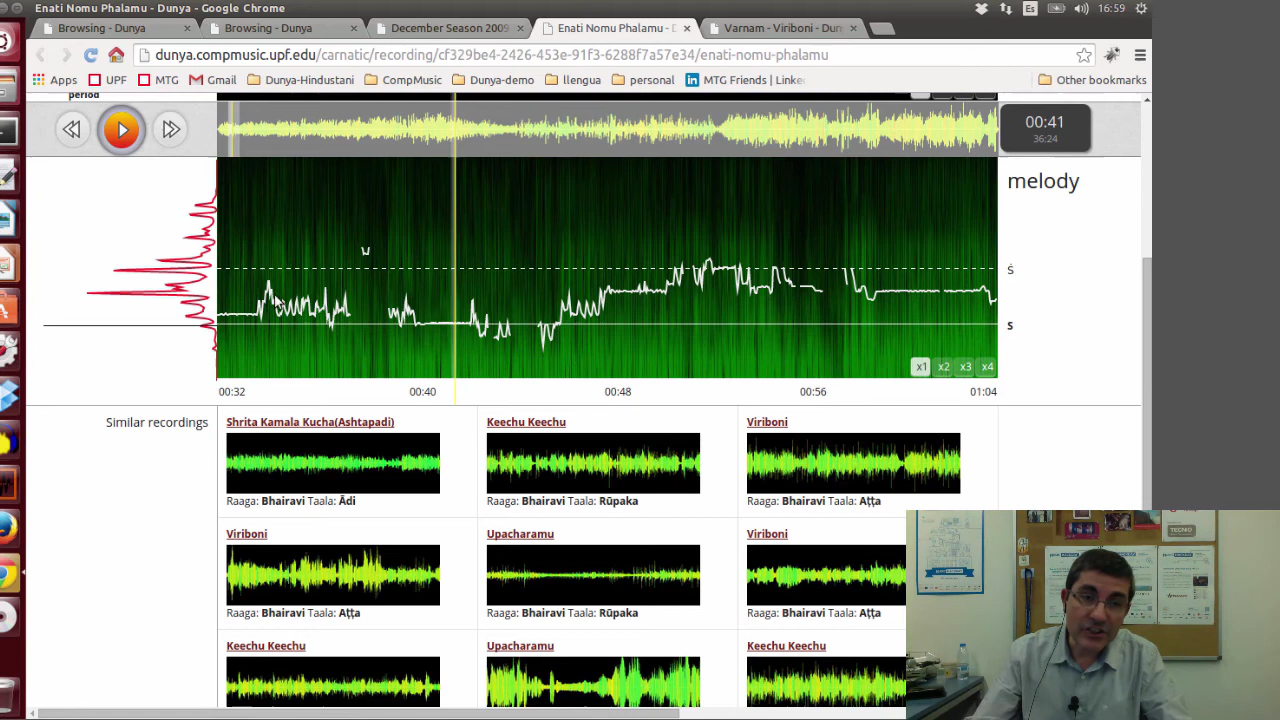 Enati Nomu Phalamu - Dunya - Google Chrome
Es
16:59
Browsing - Dunya
Browsing - Dunya
December Season 2009
Enati Nomu Phalamu - D
Varnam - Viriboni - Dun
dunya.compmusic.upf.edu/carnatic/recording/cf329be4-2426-453e-91f3-6288f7a57e34/enati-nomu-phalamu
Apps
UPF
MTG
Gmail
Dunya-Hindustani
CompMusic
Dunya-demo
llengua
personal
MTG Friends | Linke
Other bookmarks
period
00:41
36:24
melody
Ṡ
s
x1
x2
x3
x4
00:32
00:40
00:48
00:56
01:04
Similar recordings
Shrita Kamala Kucha(Ashtapadi)
Keechu Keechu
Viriboni
Raaga: Bhairavi Taala: Ādi
Raaga: Bhairavi Taala: Rūpaka
Raaga: Bhairavi Taala: Aṭṭa
Viriboni
Upacharamu
Viriboni
Raaga: Bhairavi Taala: Aṭṭa
Raaga: Bhairavi Taala: Rūpaka
Raaga: Bhairavi Taala: Aṭṭa
Keechu Keechu
Upacharamu
Keechu Keechu
TECNIO